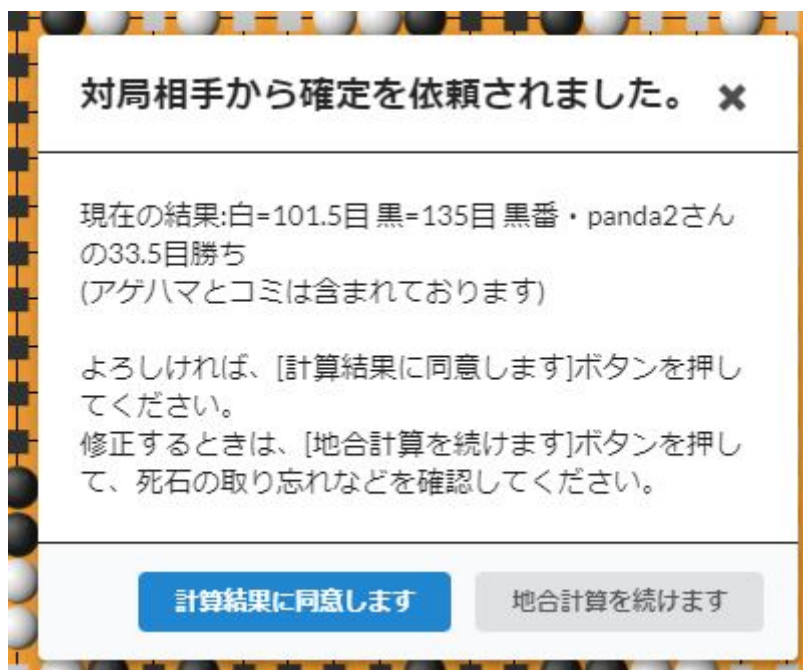 対局相手から確定を依頼されました。 ✖
現在の結果:白=101.5目 黒=135目 黒番・panda2さん
の33.5目勝ち
(アゲハマとコミは含まれております)
よろしければ、[計算結果に同意します]ボタンを押し
てください。
修正するときは、[地合計算を続けます]ボタンを押し
て、死石の取り忘れなどを確認してください。
計算結果に同意します
地合計算を続けます